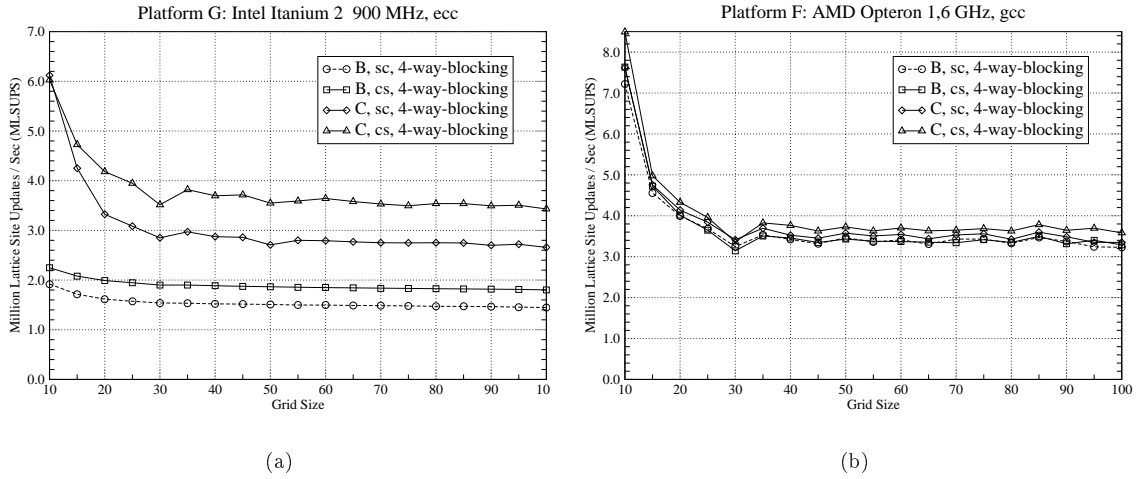 Platform G: Intel Itanium 2 900 MHz, ecc
Million Lattice Site Updates / Sec (MLSUPS)
7.0
6.0
5.0
4.0
3.0
2.0
1.0
0.0
B, sc, 4-way-blocking
B, cs, 4-way-blocking
C, sc, 4-way-blocking
C, cs, 4-way-blocking
10 20 30 40 50 60 70 80 90 100
Grid Size
(a)
Platform F: AMD Opteron 1,6 GHz, gcc
Million Lattice Site Updates / Sec (MLSUPS)
8.0
7.0
6.0
5.0
4.0
3.0
2.0
1.0
0.0
B, sc, 4-way-blocking
B, cs, 4-way-blocking
C, sc, 4-way-blocking
C, cs, 4-way-blocking
10 20 30 40 50 60 70 80 90 100
Grid Size
(b)